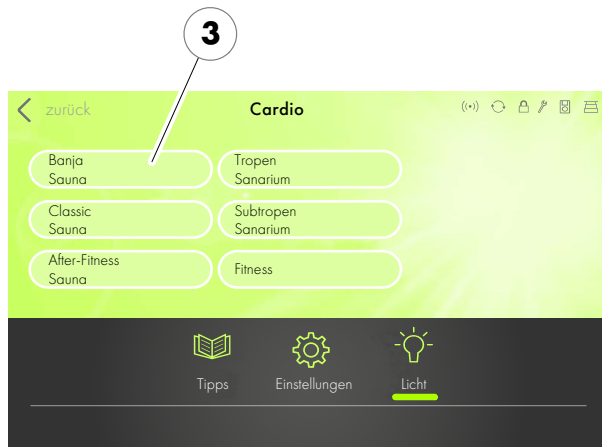 3
zurück
Cardio
Banja
Sauna
Tropen
Sanarium
Classic
Sauna
Subtropen
Sanarium
After-Fitness
Sauna
Fitness
Tipps
Einstellungen
Licht